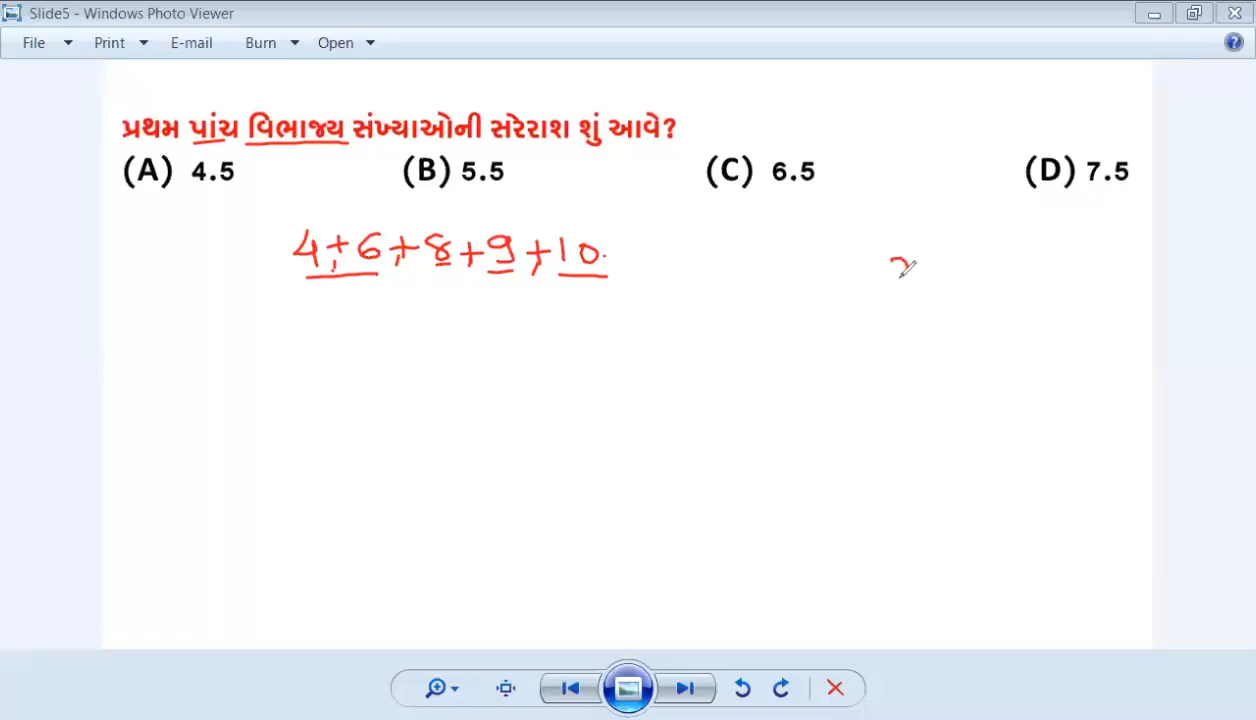 Slide5 - Windows Photo Viewer
File Print E-mail Burn Open
પ્રથમ પાંચ વિભાજ્ય સંખ્યાઓની સરેરાશ શું આવે?
(A) 4.5 (B) 5.5 (C) 6.5 (D) 7.5
4+6+8+9+10.